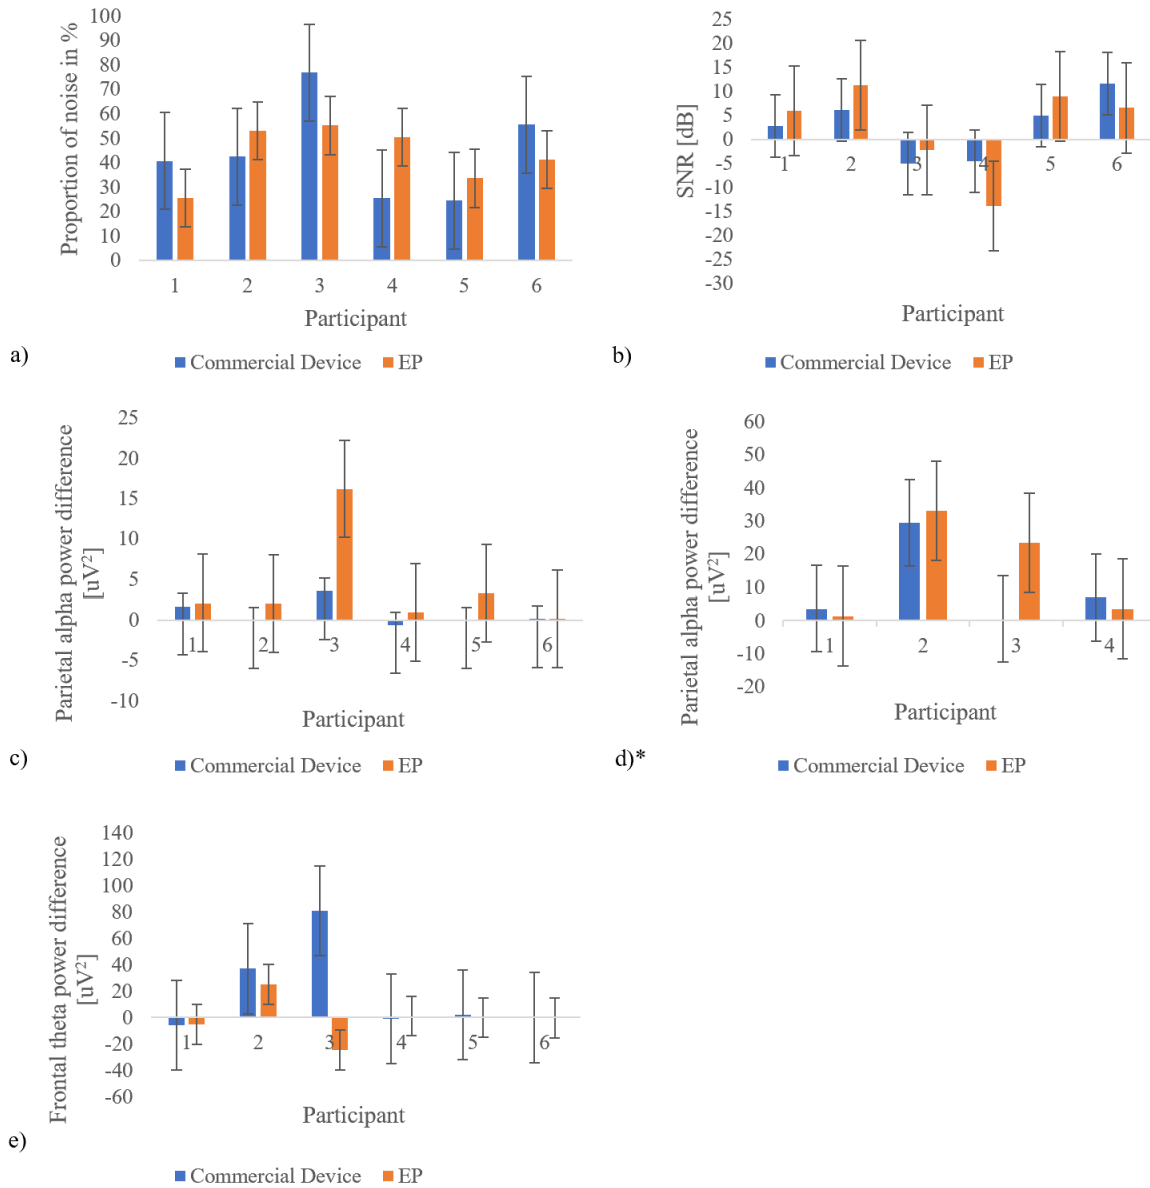 100
90
80
70
60
50
40
30
20
10
0
Proportion of noise in %
1 2 3 4 5 6
Participant
a)
Commercial Device EP
25
20
15
10
5
0
-5
-10
-15
-20
-25
-30
SNR [dB]
1 2 3 4 5 6
Participant
b)
Commercial Device EP
25
20
15
10
5
0
-5
-10
Parietal alpha power difference
[uV²]
1 2 3 4 5 6
Participant
c)
Commercial Device EP
60
50
40
30
20
10
0
-10
-20
Parietal alpha power difference
[uV²]
1 2 3 4
Participant
d)*
Commercial Device EP
140
120
100
80
60
40
20
0
-20
-40
-60
Frontal theta power difference
[uV²]
1 2 3 4 5 6
Participant
e)
Commercial Device EP